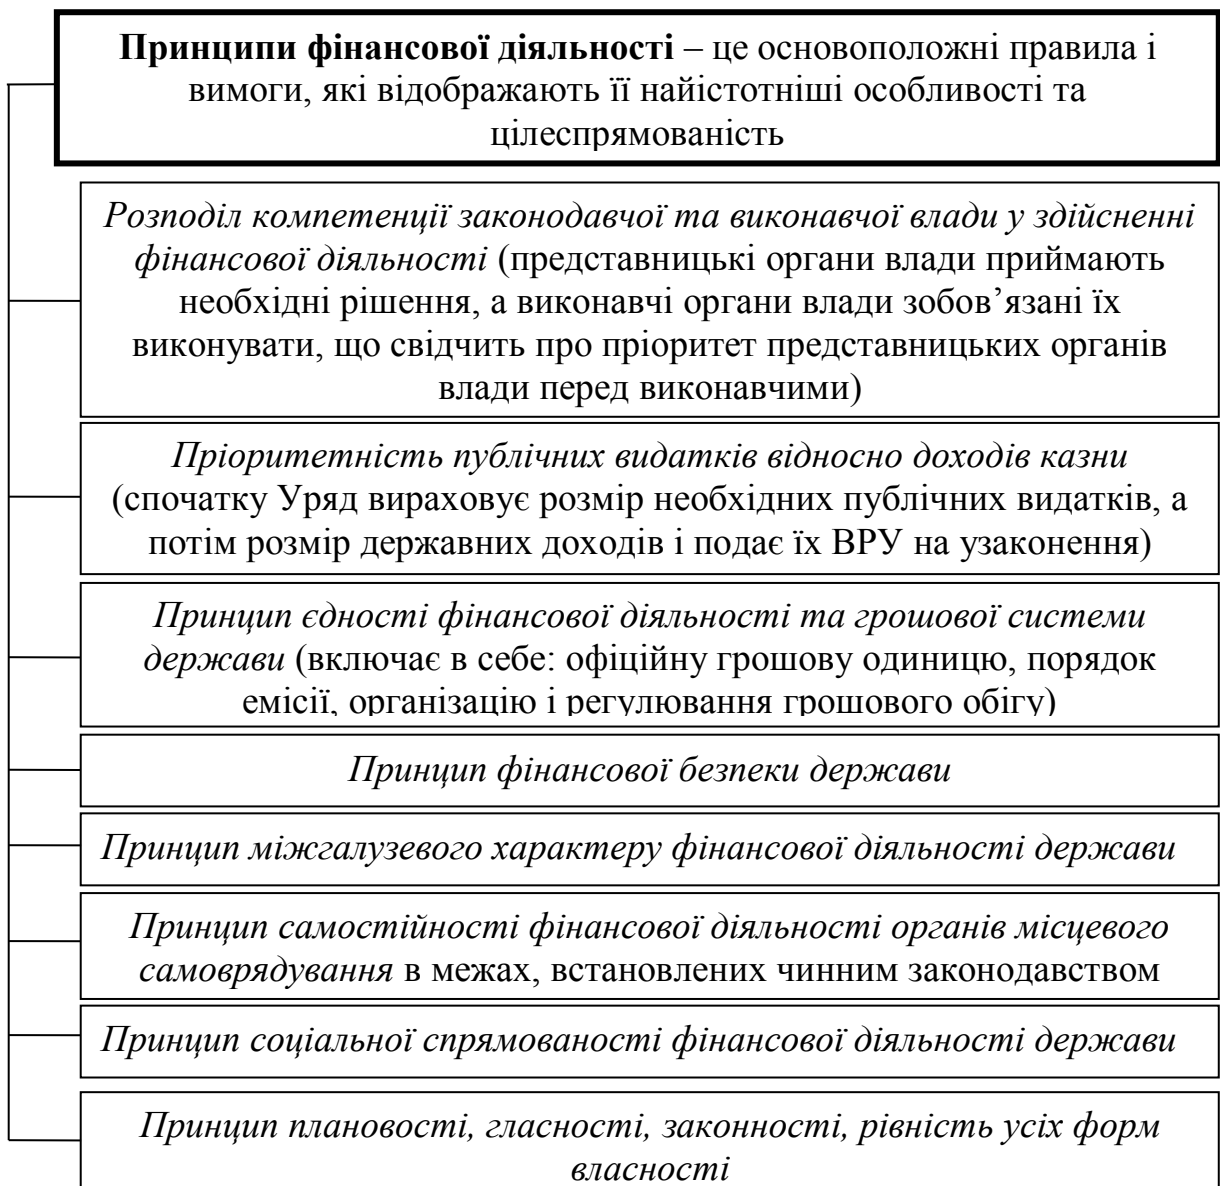 Принципи фінансової діяльності – це основоположні правила і
вимоги, які відображають її найістотніші особливості та
цілеспрямованість
Розподіл компетенції законодавчої та виконавчої влади у здійсненні
фінансової діяльності (представницькі органи влади приймають
необхідні рішення, а виконавчі органи влади зобов’язані їх
виконувати, що свідчить про пріоритет представницьких органів
влади перед виконавчими)
Пріоритетність публічних видатків відносно доходів казни
(спочатку Уряд вираховує розмір необхідних публічних видатків, а
потім розмір державних доходів і подає їх ВРУ на узаконення)
Принцип єдності фінансової діяльності та грошової системи
держави (включає в себе: офіційну грошову одиницю, порядок
емісії, організацію і регулювання грошового обігу)
Принцип фінансової безпеки держави
Принцип міжгалузевого характеру фінансової діяльності держави
Принцип самостійності фінансової діяльності органів місцевого
самоврядування в межах, встановлених чинним законодавством
Принцип соціальної спрямованості фінансової діяльності держави
Принцип плановості, гласності, законності, рівність усіх форм
власності